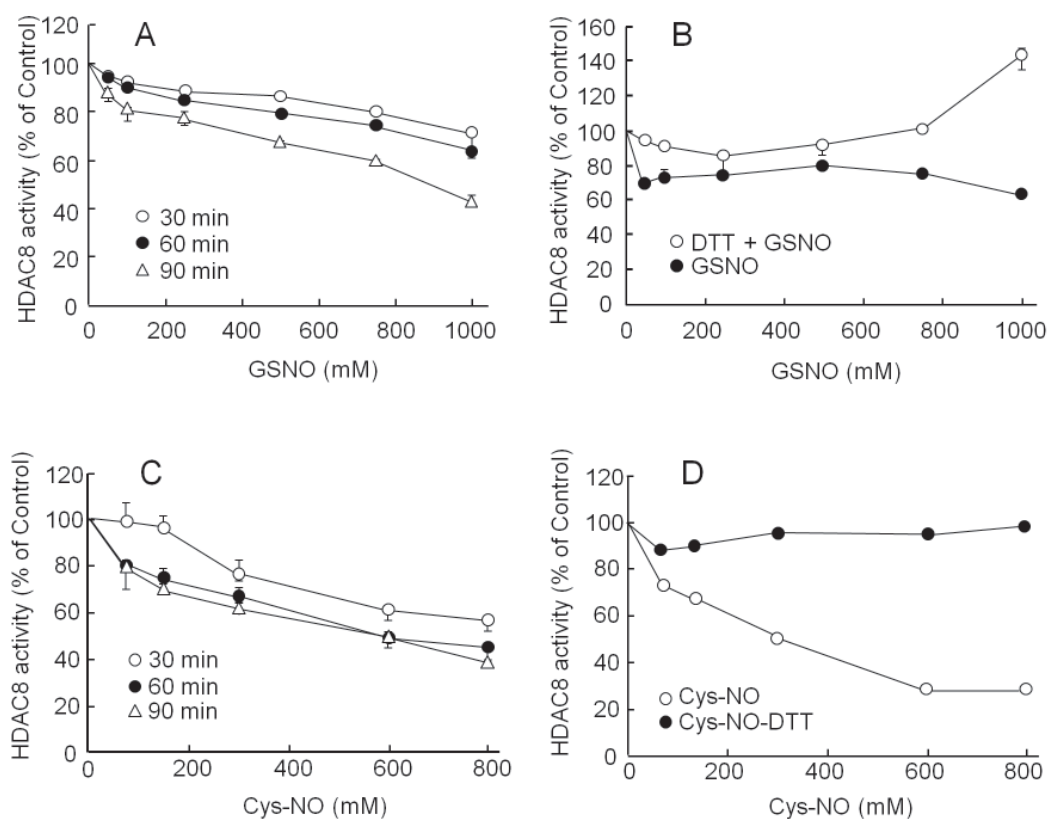 A
HDAC8 activity (% of Control)
120
100
80
60
40
20
0
30 min
60 min
90 min
0 200 400 600 800 1000
GSNO (mM)
B
HDAC8 activity (% of Control)
160
140
120
100
80
60
40
20
0
DTT + GSNO
GSNO
0 200 400 600 800 1000
GSNO (mM)
C
HDAC8 activity (% of Control)
120
100
80
60
40
20
0
30 min
60 min
90 min
0 200 400 600 800
Cys-NO (mM)
D
HDAC8 activity (% of Control)
120
100
80
60
40
20
0
Cys-NO
Cys-NO-DTT
0 200 400 600 800
Cys-NO (mM)